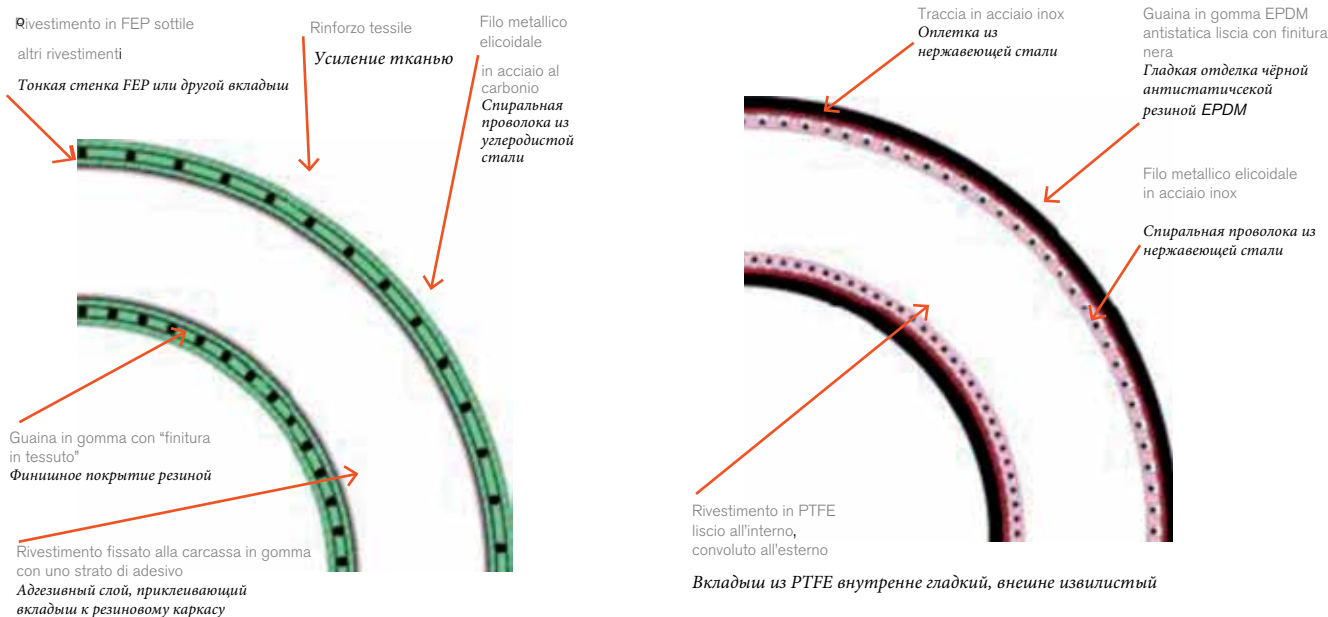 Rivestimento in FEP sottile
o
altri rivestimenti
Тонкая стенка FEP или другой вкладыш
Rinforzo tessile
Усиление тканью
Filo metallico
elicoidale
in acciaio al
carbonio
Спиральная
проволока из
углеродистой
стали
Guaina in gomma con “finitura
in tessuto”
Финишное покрытие резиной
Rivestimento fissato alla carcassa in gomma
con uno strato di adesivo
Адгезивный слой, приклеивающий
вкладыш к резиновому каркасу
Traccia in acciaio inox
Оплетка из
нержавеющей стали
Guaina in gomma EPDM
antistatica liscia con finitura
nera
Гладкая отделка чёрной
антистатичсекой
резиной EPDM
Filo metallico elicoidale
in acciaio inox
Спиральная проволока из
нержавеющей стали
Rivestimento in PTFE
liscio all'interno,
convoluto all'esterno
Вкладыш из PTFE внутренне гладкий, внешне извилистый